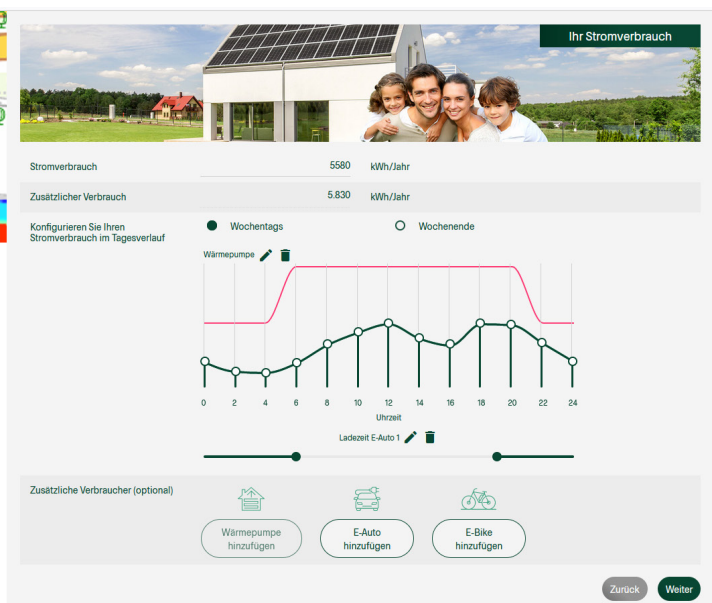 Ihr Stromverbrauch
Stromverbrauch 5580 kWh/Jahr
Zusätzlicher Verbrauch 5.830 kWh/Jahr
Konfigurieren Sie Ihren
Stromverbrauch im Tagesverlauf
Wochentags Wochenende
Wärmepumpe
0 2 4 6 8 10 12 14 16 18 20 22 24
Uhrzeit
Ladezeit E-Auto 1
Zusätzliche Verbraucher (optional)
Wärmepumpe
hinzufügen
E-Auto
hinzufügen
E-Bike
hinzufügen
Zurück Weiter